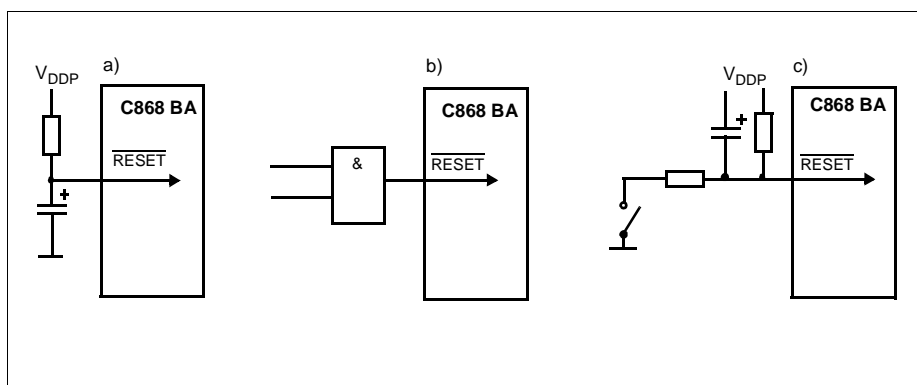 a)
V_DDP
C868 BA
RESET
+
b)
C868 BA
&
RESET
c)
V_DDP
C868 BA
+
RESET